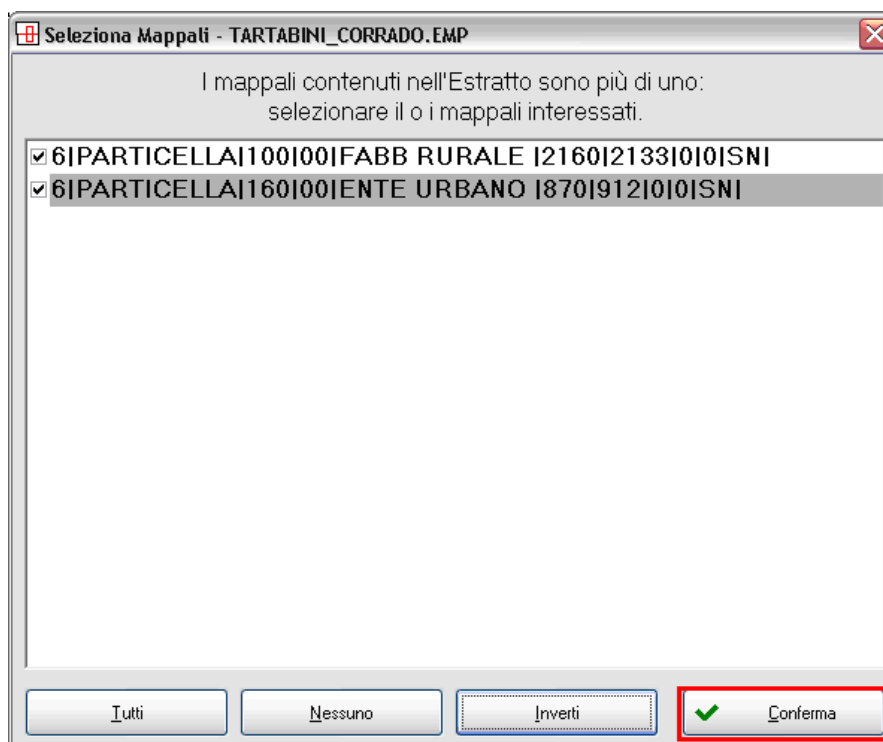 Seleziona Mappali - TARTABINI_CORRADO.EMP
I mappali contenuti nell'Estratto sono più di uno:
selezionare il o i mappali interessati.
6|PARTICELLA|100|00|FABB RURALE |2160|2133|0|0|SN|
6|PARTICELLA|160|00|ENTE URBANO |870|912|0|0|SN|
Tutti Nessuno Inverti Conferma